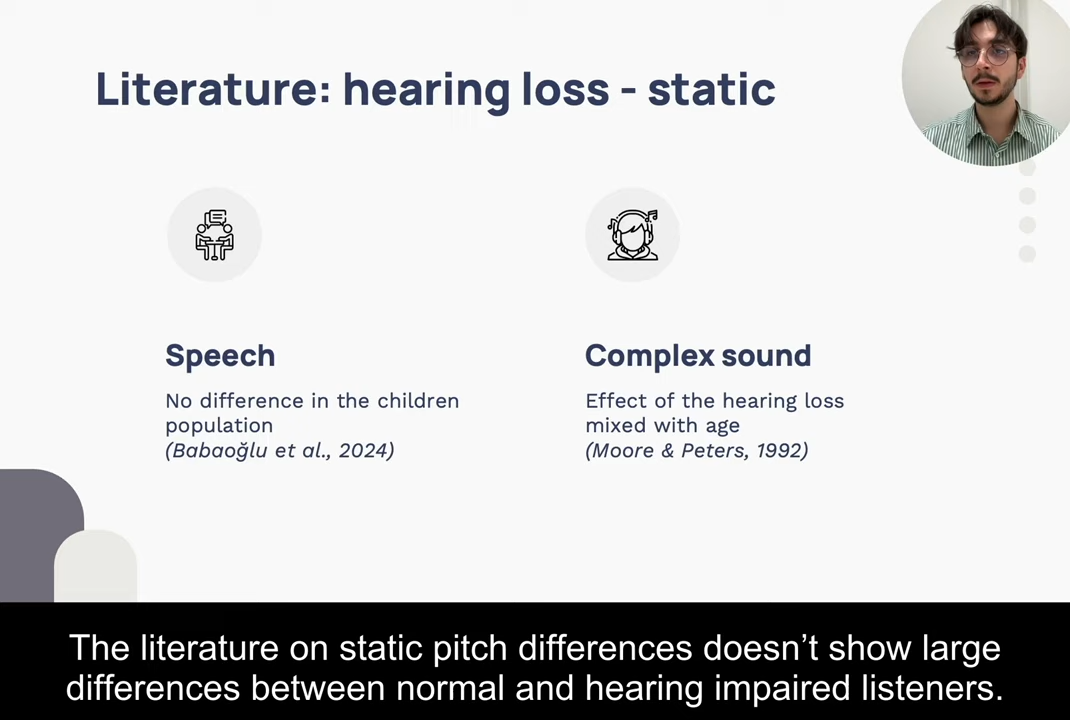 Literature: hearing loss - static
Speech
No difference in the children
population
(Babaoğlu et al., 2024)
Complex sound
Effect of the hearing loss
mixed with age
(Moore & Peters, 1992)
The literature on static pitch differences doesn’t show large
differences between normal and hearing impaired listeners.